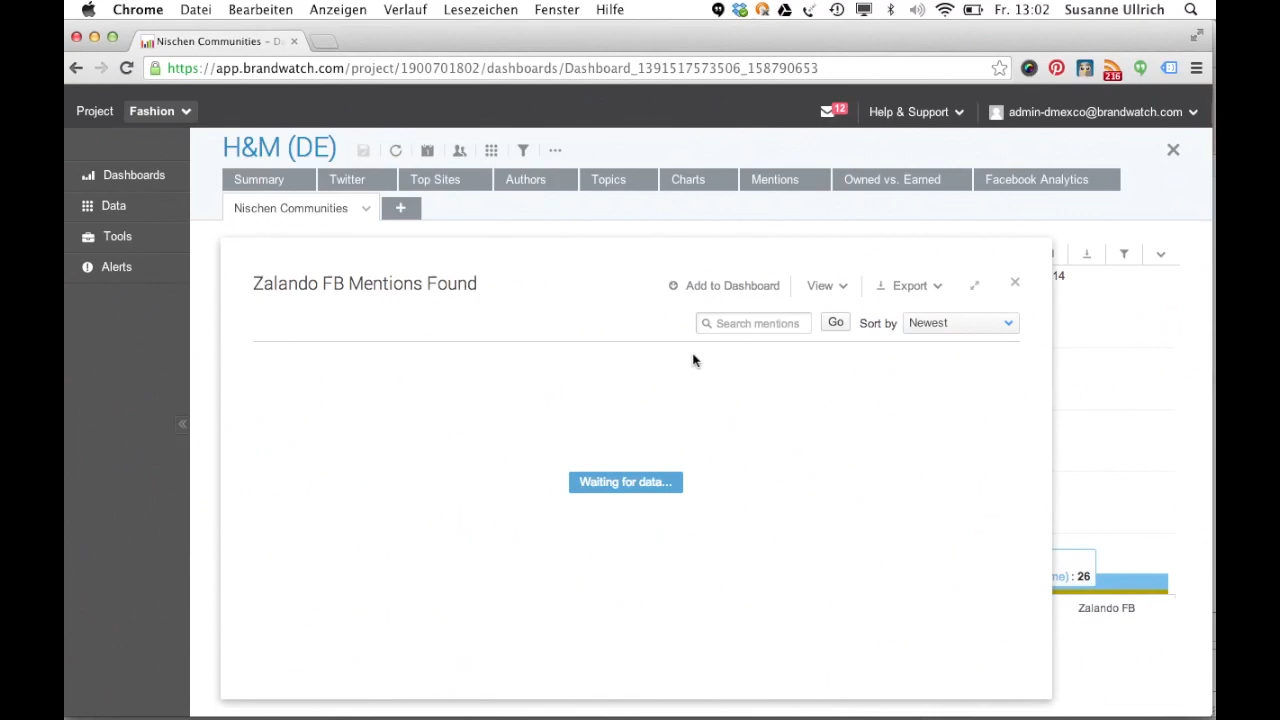 Chrome Datei Bearbeiten Anzeigen Verlauf Lesezeichen Fenster Hilfe Fr. 13:02 Susanne Ullrich
Nischen Communities – D
https://app.brandwatch.com/project/1900701802/dashboards/Dashboard_1391517573506_158790653
216
Project Fashion 12 Help & Support admin-dmexco@brandwatch.com
H&M (DE)
Dashboards
Data
Tools
Alerts
Summary Twitter Top Sites Authors Topics Charts Mentions Owned vs. Earned Facebook Analytics
Nischen Communities +
14
Zalando FB Mentions Found Add to Dashboard View Export
Search mentions Go Sort by Newest
Waiting for data...
me) : 26
Zalando FB